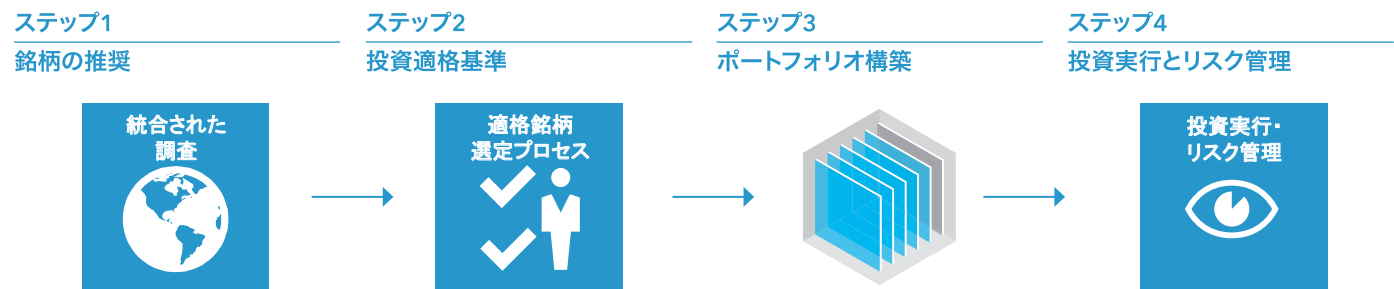 ステップ1
銘柄の推奨
統合された
調査
ステップ2
投資適格基準
適格銘柄
選定プロセス
ステップ3
ポートフォリオ構築
ステップ4
投資実行とリスク管理
投資実行・
リスク管理